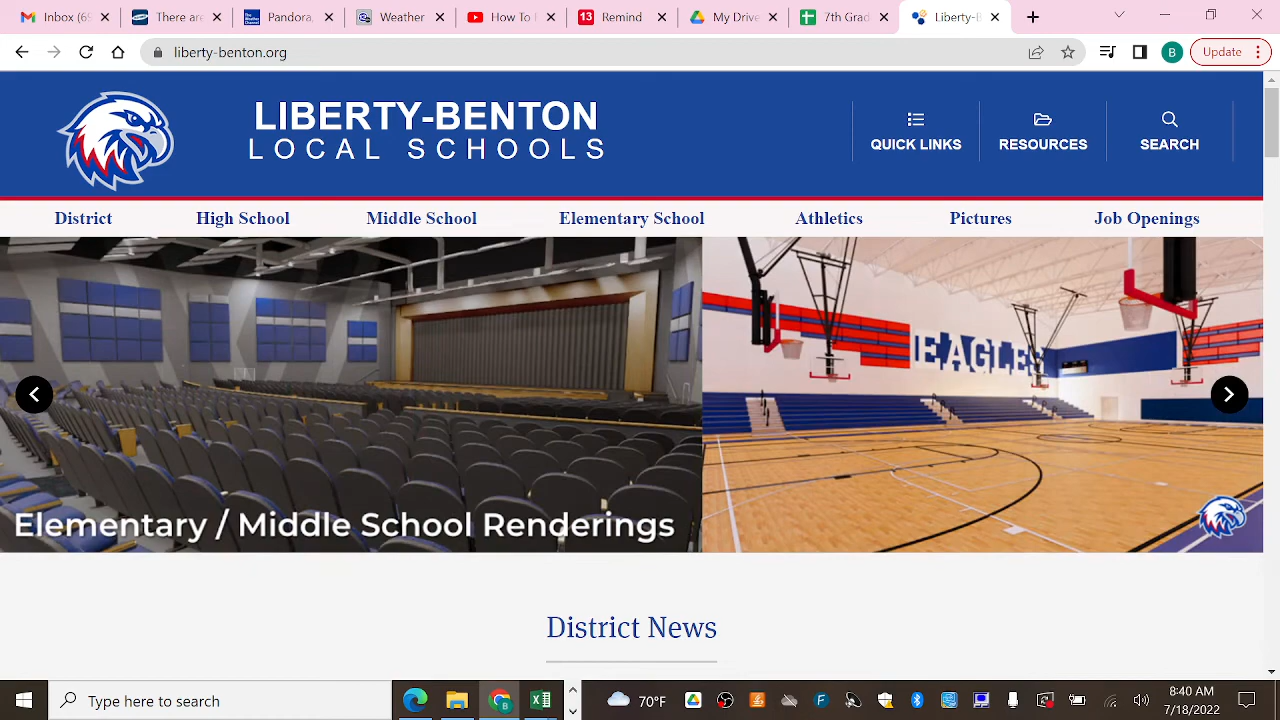 Inbox (69
There are
Pandora
Weather
How To
13 Remind
My Drive
7th Grad
Liberty-B
liberty-benton.org
B
Update
LIBERTY-BENTON
LOCAL SCHOOLS
QUICK LINKS
RESOURCES
SEARCH
District
High School
Middle School
Elementary School
Athletics
Pictures
Job Openings
EAGLES
Elementary / Middle School Renderings
District News
Type here to search
70°F
8:40 AM
7/18/2022